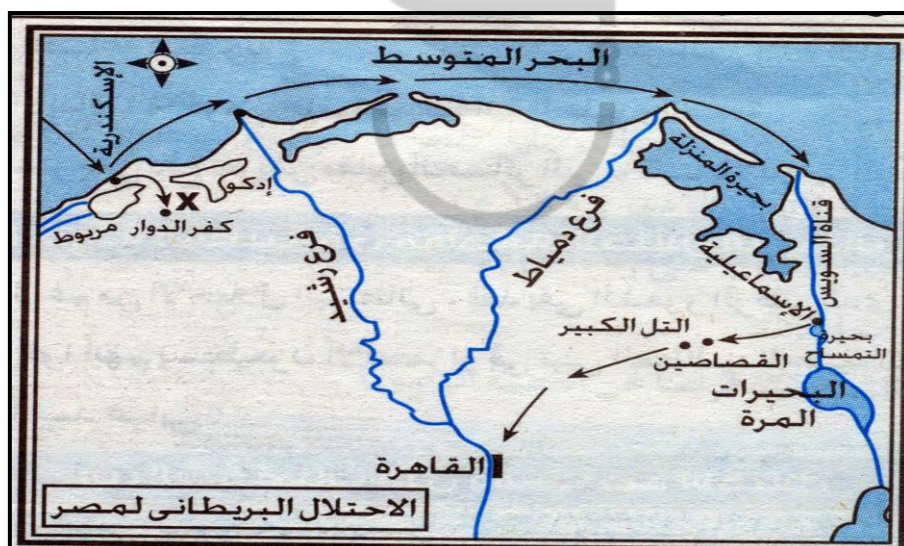 البحر المتوسط
الإسكندرية
إدكو
X
كفر الدوار
مريوط
فرع رشيد
فرع دمياط
بحيرة المنزلة
قناة السويس
الإسماعيلية
بحيرة
التمساح
التل الكبير
القصاصين
البحيرات
المرة
القاهرة
الاحتلال البريطانى لمصر